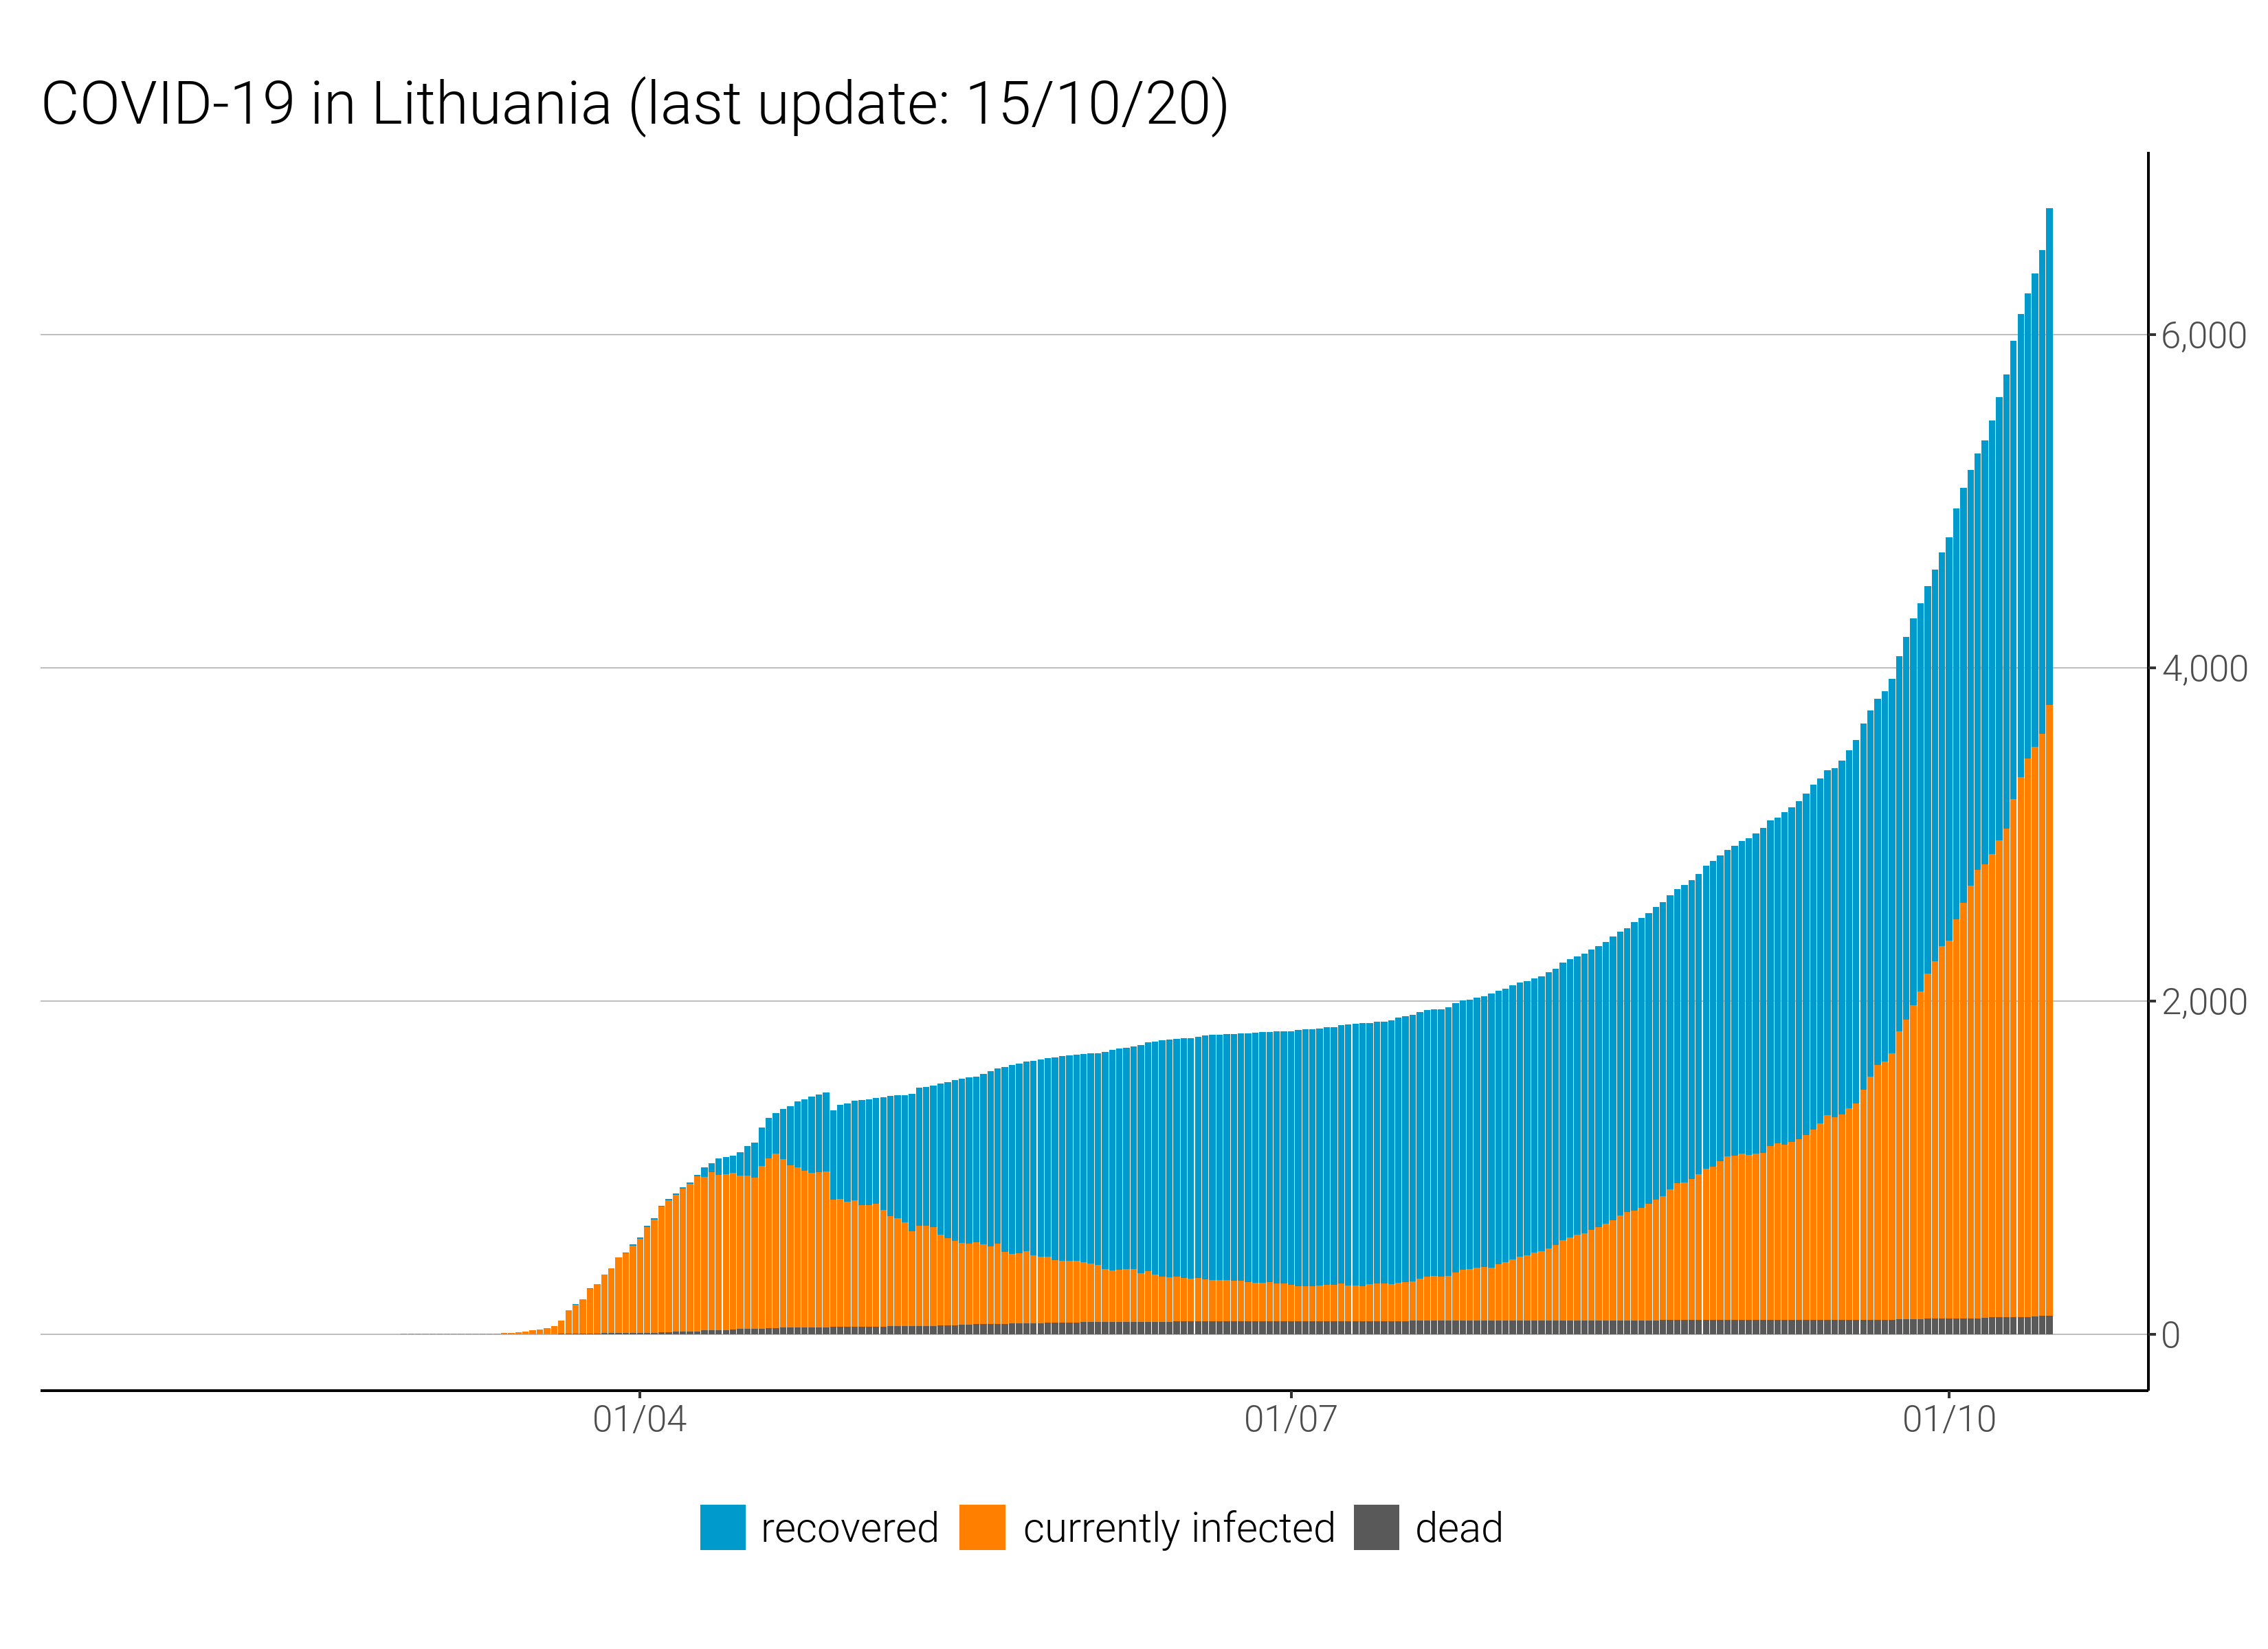 COVID-19 in Lithuania (last update: 15/10/20)
6,000
4,000
2,000
0
01/04 01/07 01/10
recovered currently infected dead